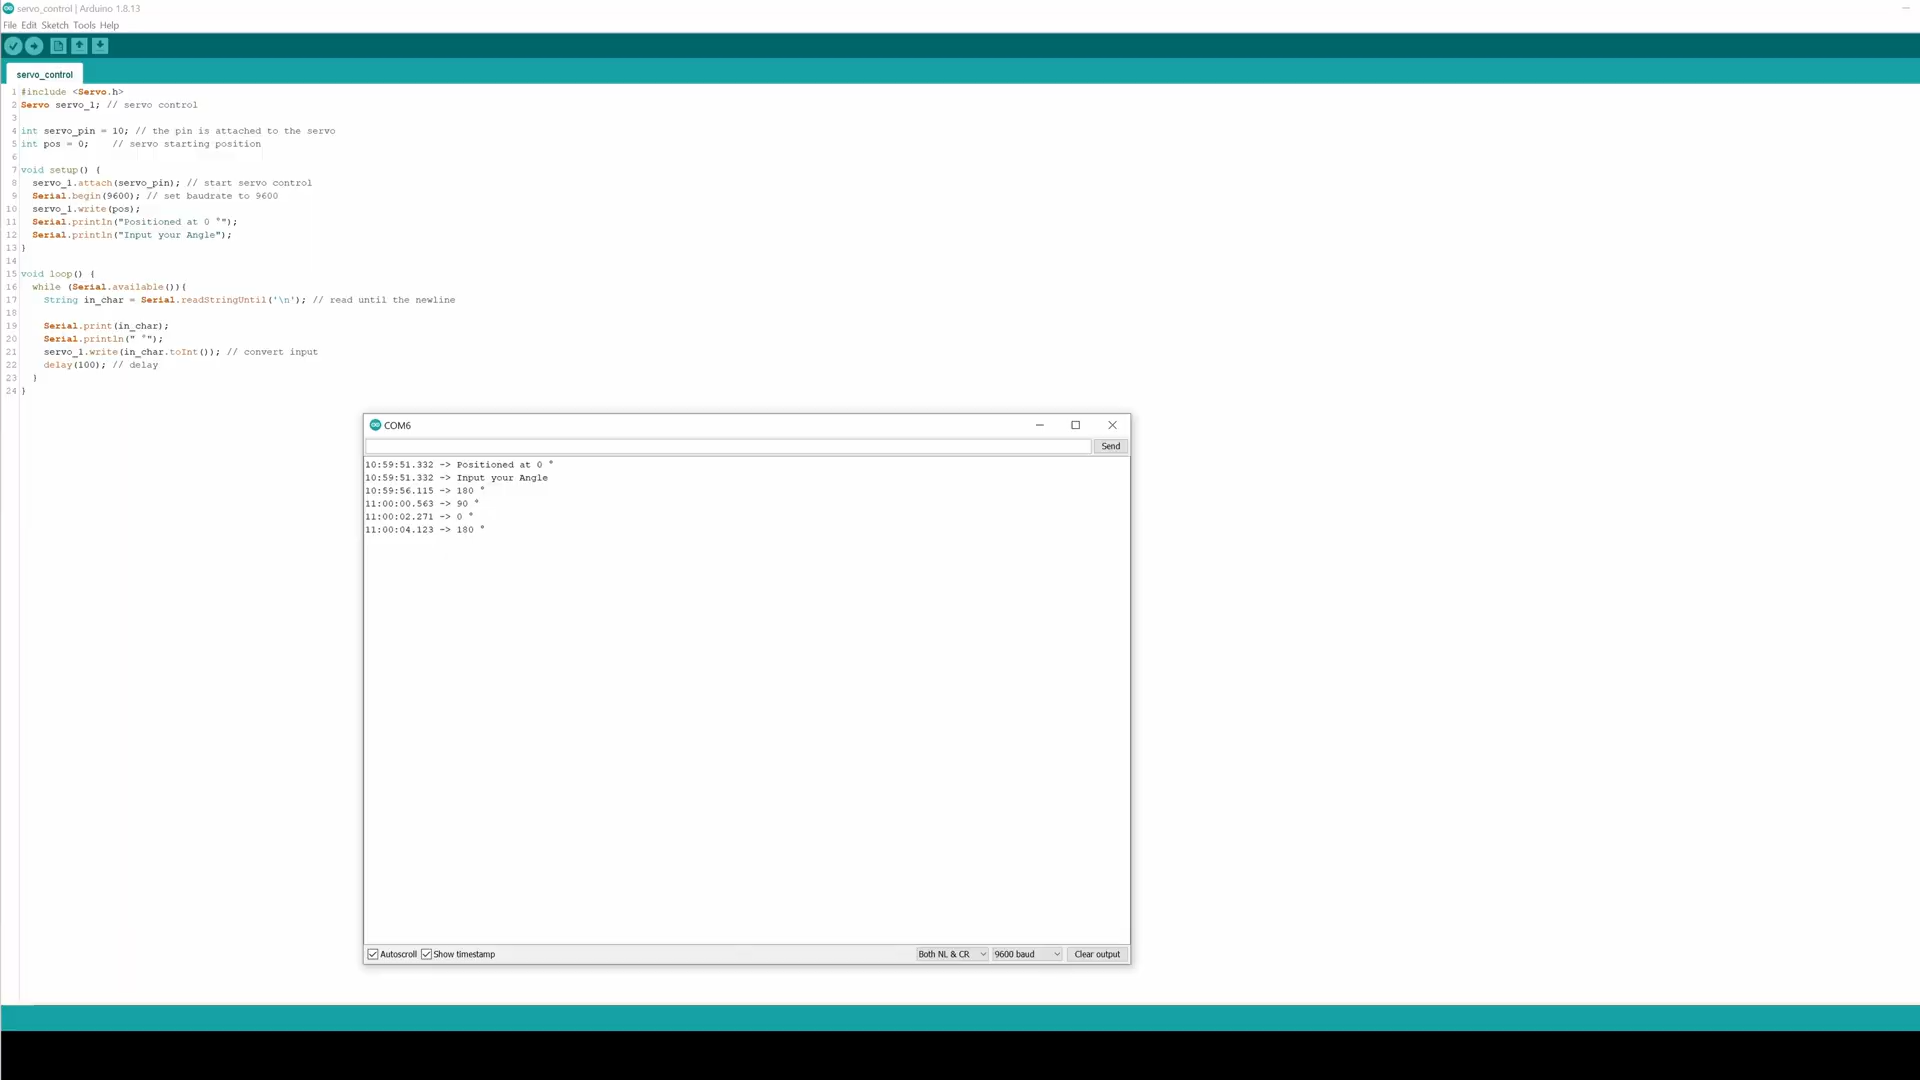 servo_control | Arduino 1.8.13
File Edit Sketch Tools Help
servo_control
1 #include <Servo.h>
2 Servo servo_1; // servo control
3
4 int servo_pin = 10; // the pin is attached to the servo
5 int pos = 0;    // servo starting position
6
7 void setup() {
8   servo_1.attach(servo_pin); // start servo control
9   Serial.begin(9600); // set baudrate to 9600
10   servo_1.write(pos);
11   Serial.println("Positioned at 0 °");
12   Serial.println("Input your Angle");
13 }
14
15 void loop() {
16   while (Serial.available()){
17     String in_char = Serial.readStringUntil('\n'); // read until the newline
18
19     Serial.print(in_char);
20     Serial.println(" °");
21     servo_1.write(in_char.toInt()); // convert input
22     delay(100); // delay
23   }
24 }
COM6
Send
10:59:51.332 -> Positioned at 0 °
10:59:51.332 -> Input your Angle
10:59:56.115 -> 180 °
11:00:00.563 -> 90 °
11:00:02.271 -> 0 °
11:00:04.123 -> 180 °
Autoscroll Show timestamp Both NL & CR 9600 baud Clear output